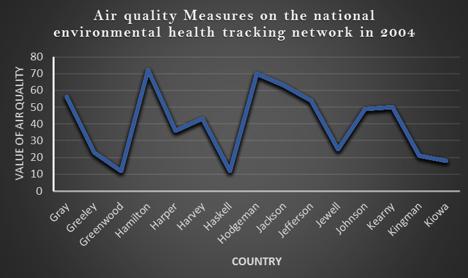 Air quality Measures on the national
environmental health tracking network in 2004
VALUE OF AIR QUALITY
80
70
60
50
40
30
20
10
0
Gray
Greeley
Greenwood
Hamilton
Harper
Harvey
Haskell
Hodgeman
Jackson
Jefferson
Jewell
Johnson
Kearny
Kingman
Kiowa
COUNTRY